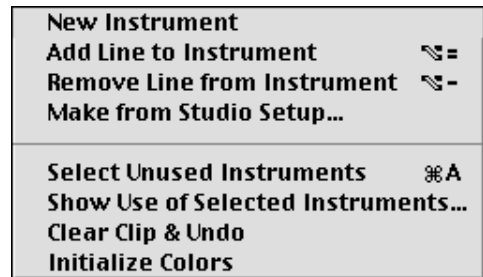 New Instrument
Add Line to Instrument ⌥=
Remove Line from Instrument ⌥-
Make from Studio Setup...
Select Unused Instruments ⌘A
Show Use of Selected Instruments...
Clear Clip & Undo
Initialize Colors